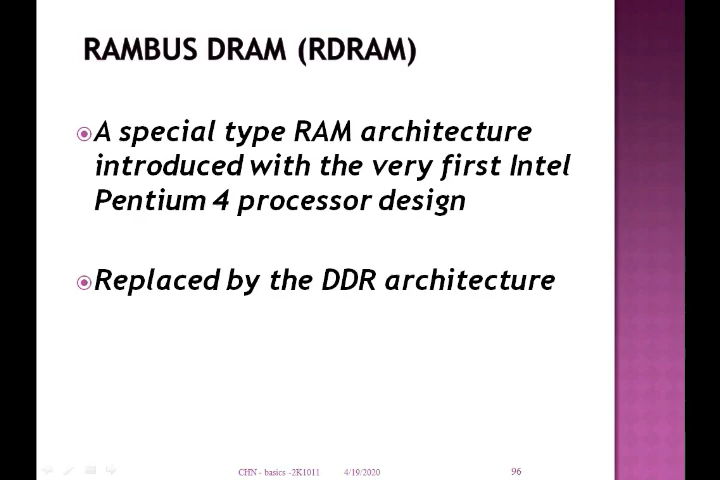 RAMBUS DRAM (RDRAM)
A special type RAM architecture
introduced with the very first Intel
Pentium 4 processor design
Replaced by the DDR architecture
CHN - basics -2K1011 4/19/2020 96